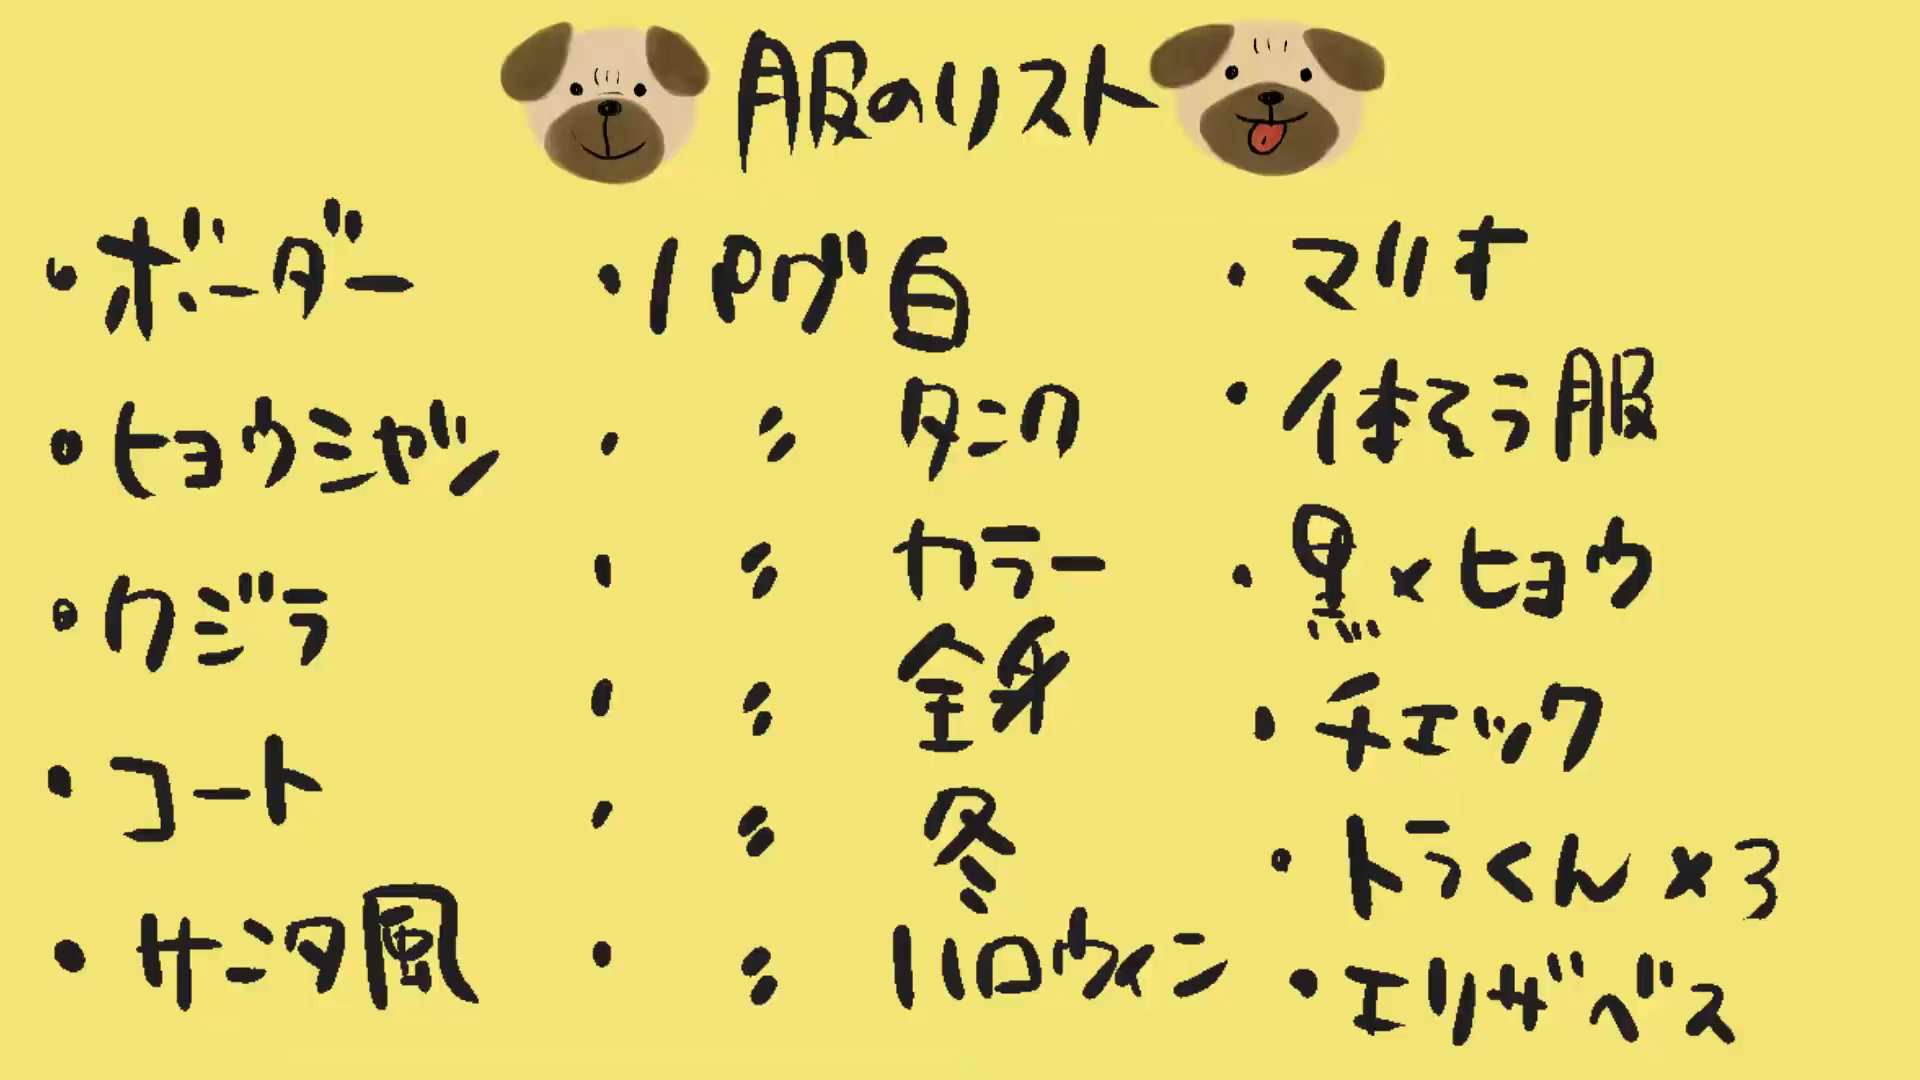 服のリスト
・ボーダー
・ヒョウシャツ
・クジラ
・コート
・サンタ風
・パグ白
・〃 タンク
・〃 カラー
・〃 全身
・〃 冬
・〃 ハロウィン
・マリオ
・体そう服
・黒×ヒョウ
・チェック
・トラくん×3
・エリザベス